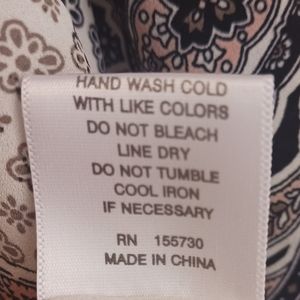 HAND WASH COLD
WITH LIKE COLORS
DO NOT BLEACH
LINE DRY
DO NOT TUMBLE
COOL IRON
IF NECESSARY
RN 155730
MADE IN CHINA